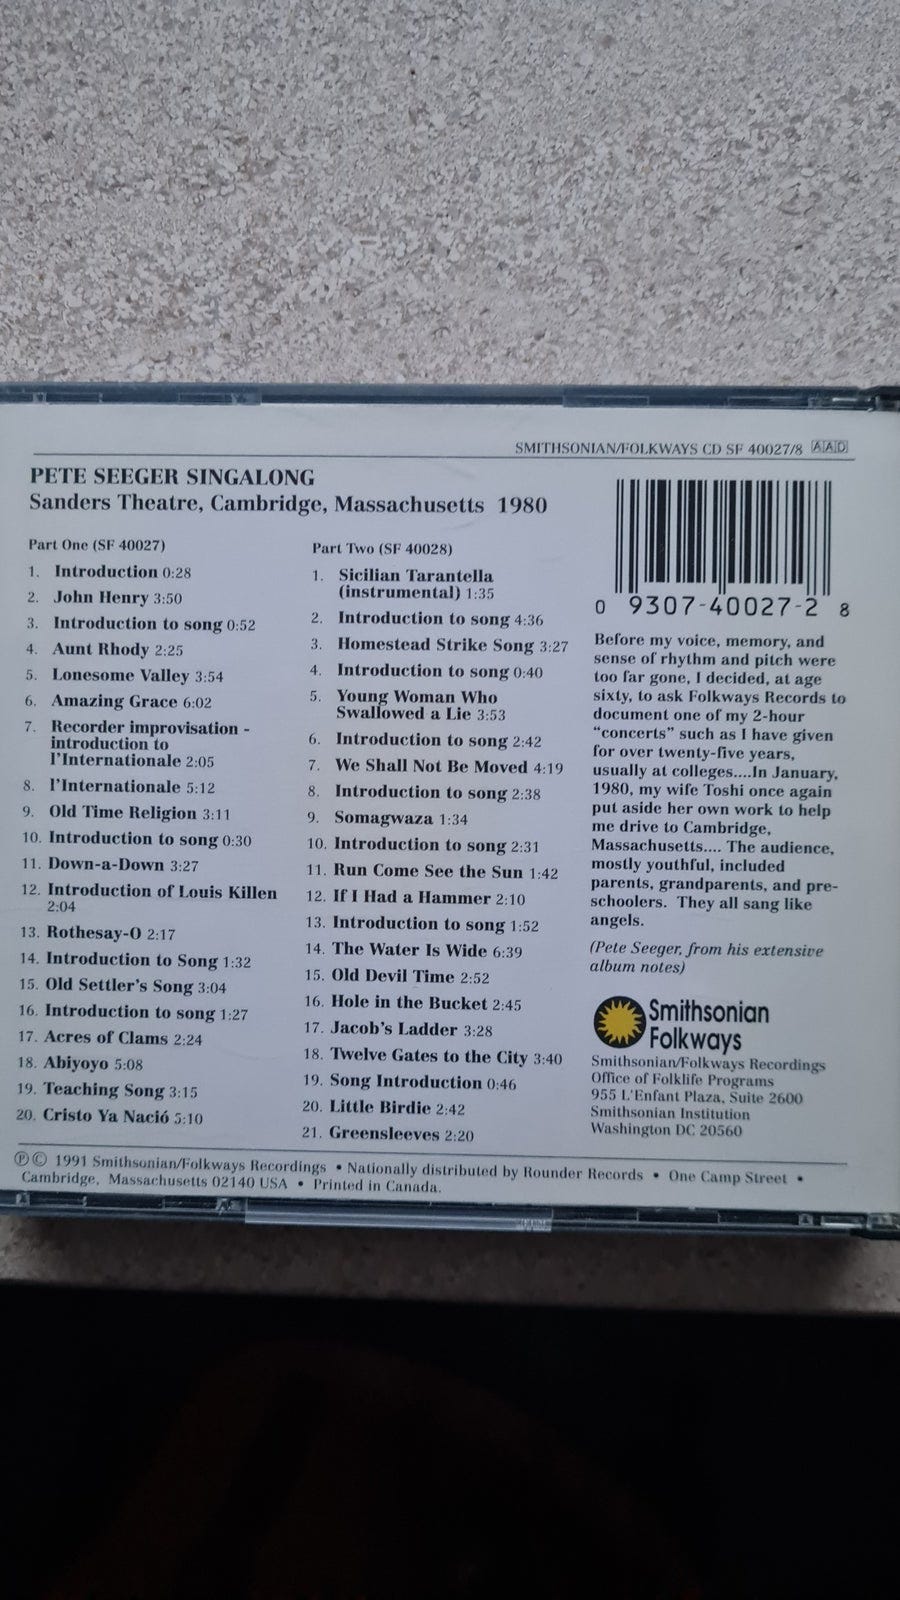 SMITHSONIAN/FOLKWAYS CD SF 40027/8 AAD
PETE SEEGER SINGALONG
Sanders Theatre, Cambridge, Massachusetts 1980
Part One (SF 40027)
1. Introduction 0:28
2. John Henry 3:50
3. Introduction to song 0:52
4. Aunt Rhody 2:25
5. Lonesome Valley 3:54
6. Amazing Grace 6:02
7. Recorder improvisation -
introduction to
l'Internationale 2:05
8. l'Internationale 5:12
9. Old Time Religion 3:11
10. Introduction to song 0:30
11. Down-a-Down 3:27
12. Introduction of Louis Killen
2:04
13. Rothesay-O 2:17
14. Introduction to Song 1:32
15. Old Settler's Song 3:04
16. Introduction to song 1:27
17. Acres of Clams 2:24
18. Abiyoyo 5:08
19. Teaching Song 3:15
20. Cristo Ya Nació 5:10
Part Two (SF 40028)
1. Sicilian Tarantella
(instrumental) 1:35
2. Introduction to song 4:36
3. Homestead Strike Song 3:27
4. Introduction to song 0:40
5. Young Woman Who
Swallowed a Lie 3:53
6. Introduction to song 2:42
7. We Shall Not Be Moved 4:19
8. Introduction to song 2:38
9. Somagwaza 1:34
10. Introduction to song 2:31
11. Run Come See the Sun 1:42
12. If I Had a Hammer 2:10
13. Introduction to song 1:52
14. The Water Is Wide 6:39
15. Old Devil Time 2:52
16. Hole in the Bucket 2:45
17. Jacob's Ladder 3:28
18. Twelve Gates to the City 3:40
19. Song Introduction 0:46
20. Little Birdie 2:42
21. Greensleeves 2:20
0 9307-40027-2 8
Before my voice, memory, and
sense of rhythm and pitch were
too far gone, I decided, at age
sixty, to ask Folkways Records to
document one of my 2-hour
"concerts" such as I have given
for over twenty-five years,
usually at colleges....In January,
1980, my wife Toshi once again
put aside her own work to help
me drive to Cambridge,
Massachusetts.... The audience,
mostly youthful, included
parents, grandparents, and pre-
schoolers. They all sang like
angels.
(Pete Seeger, from his extensive
album notes)
Smithsonian
Folkways
Smithsonian/Folkways Recordings
Office of Folklife Programs
955 L'Enfant Plaza, Suite 2600
Smithsonian Institution
Washington DC 20560
℗© 1991 Smithsonian/Folkways Recordings • Nationally distributed by Rounder Records • One Camp Street •
Cambridge, Massachusetts 02140 USA • Printed in Canada.